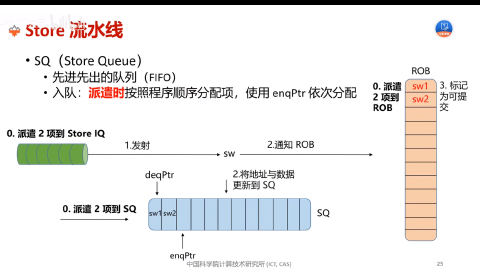 Store 流水线
• SQ（Store Queue）
• 先进先出的队列（FIFO）
• 入队：派遣时按照程序顺序分配项，使用 enqPtr 依次分配
ROB
0. 派遣
2 项到
ROB
sw1
sw2
3. 标记
为可提
交
0. 派遣 2 项到 Store IQ
1.发射
sw
2.通知 ROB
deqPtr
2.将地址与数据
更新到 SQ
0. 派遣 2 项到 SQ
sw1 sw2
SQ
enqPtr
中国科学院计算技术研究所 (ICT, CAS)
25